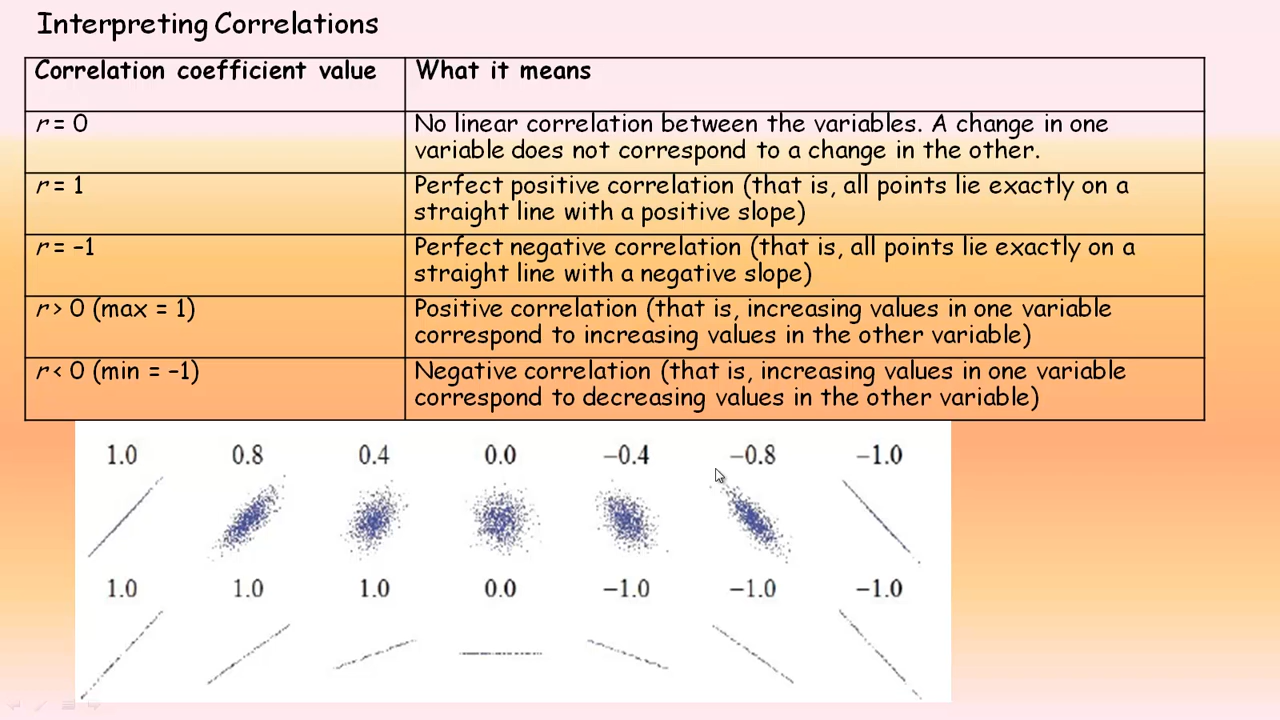 Interpreting Correlations
Correlation coefficient value What it means
r = 0 No linear correlation between the variables. A change in one
variable does not correspond to a change in the other.
r = 1 Perfect positive correlation (that is, all points lie exactly on a
straight line with a positive slope)
r = –1 Perfect negative correlation (that is, all points lie exactly on a
straight line with a negative slope)
r > 0 (max = 1) Positive correlation (that is, increasing values in one variable
correspond to increasing values in the other variable)
r < 0 (min = –1) Negative correlation (that is, increasing values in one variable
correspond to decreasing values in the other variable)
1.0 0.8 0.4 0.0 −0.4 −0.8 −1.0
1.0 1.0 1.0 0.0 −1.0 −1.0 −1.0